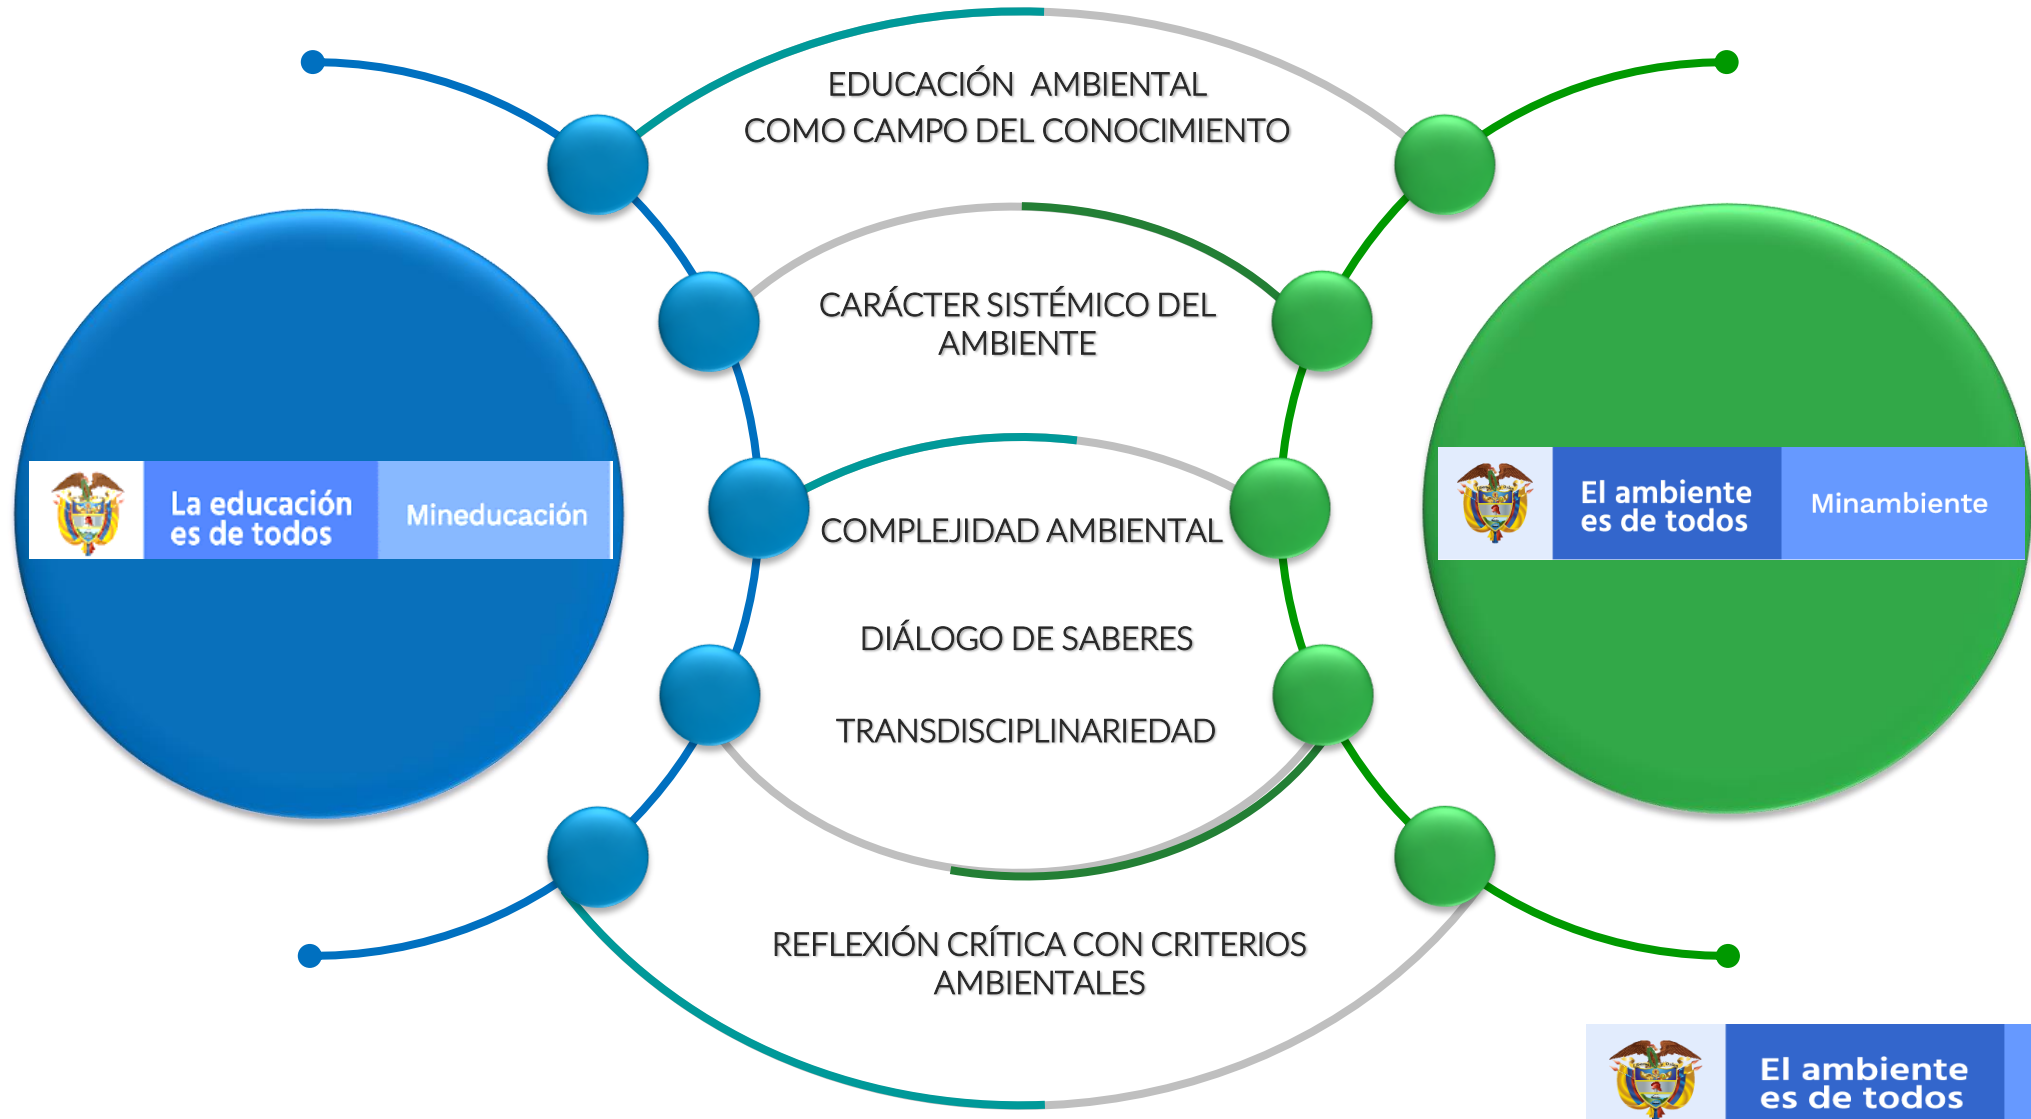 EDUCACIÓN AMBIENTAL
COMO CAMPO DEL CONOCIMIENTO
CARÁCTER SISTÉMICO DEL
AMBIENTE
La educación
es de todos
Mineducación
COMPLEJIDAD AMBIENTAL
El ambiente
es de todos
Minambiente
DIÁLOGO DE SABERES
TRANSDISCIPLINARIEDAD
REFLEXIÓN CRÍTICA CON CRITERIOS
AMBIENTALES
El ambiente
es de todos